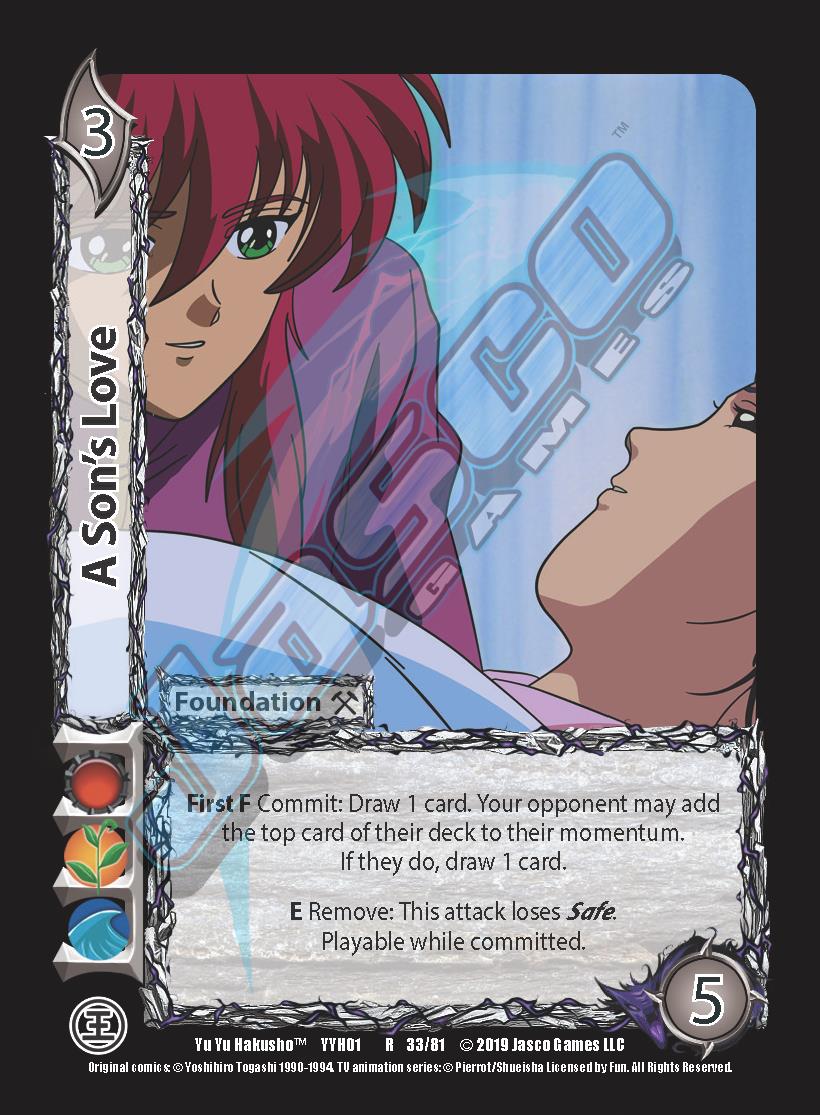 3
A Son's Love
JASCO
GAMES
™
Foundation
First F Commit: Draw 1 card. Your opponent may add
the top card of their deck to their momentum.
If they do, draw 1 card.
E Remove: This attack loses Safe.
Playable while committed.
5
王
Yu Yu Hakusho™ YYH01 R 33/81 © 2019 Jasco Games LLC
Original comics: © Yoshihiro Togashi 1990-1994. TV animation series: © Pierrot/Shueisha Licensed by Fun. All Rights Reserved.